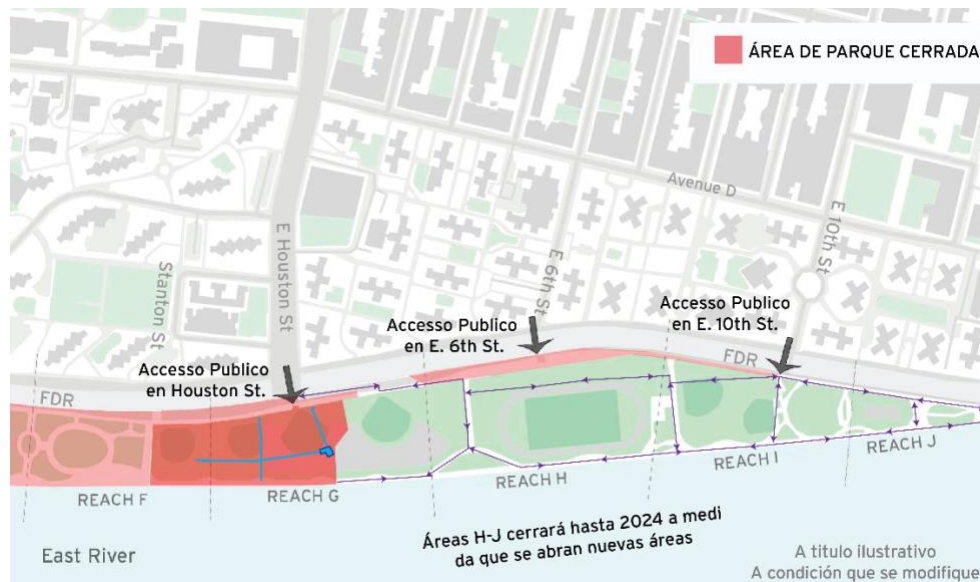 ÁREA DE PARQUE CERRADA
Avenue D
E 10th St
E Houston St
E 6th St
Stanton St
Accesso Publico
en E. 10th St.
Accesso Publico
en E. 6th St.
Accesso Publico
en Houston St.
FDR
FDR
REACH J
REACH I
REACH H
REACH G
REACH F
Áreas H-J cerrará hasta 2024 a medi
da que se abran nuevas áreas
East River
A titulo ilustrativo
A condición que se modifique